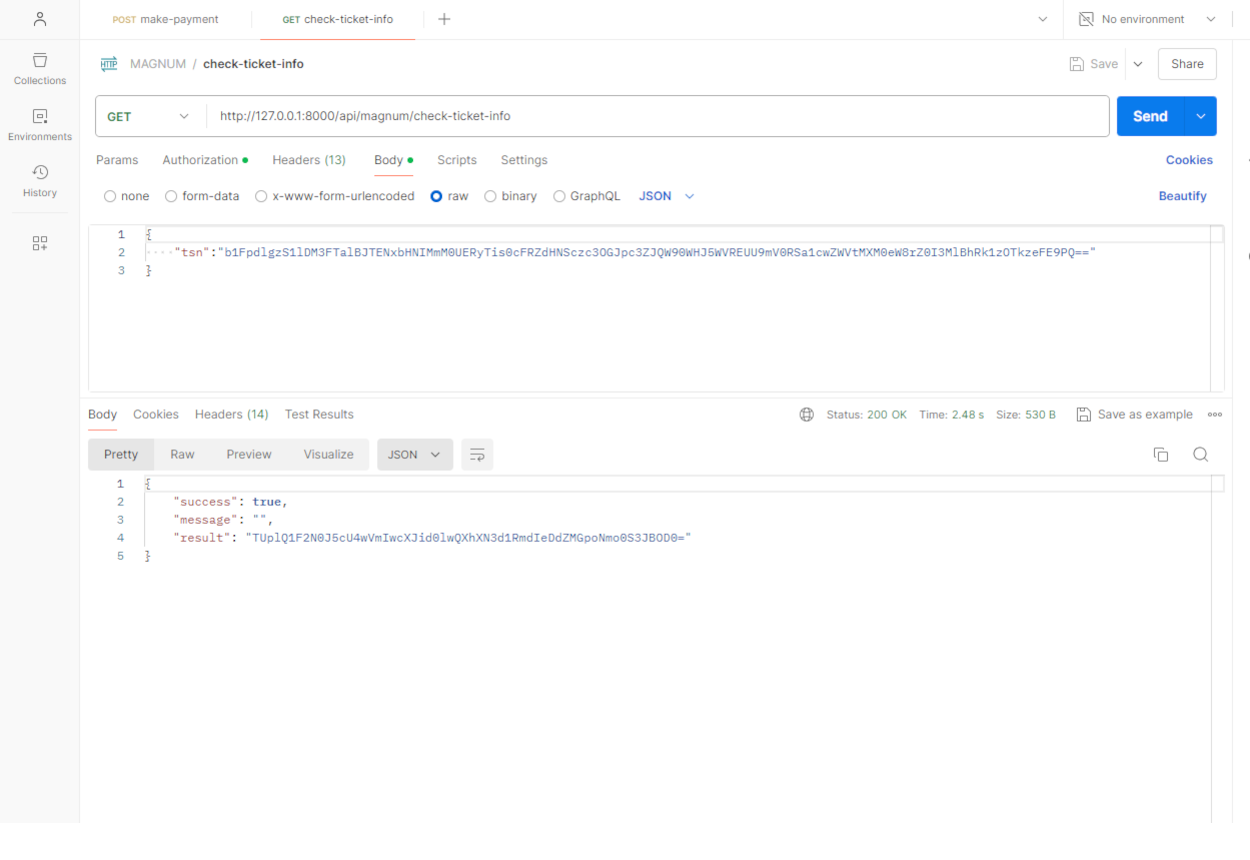 POST make-payment
GET check-ticket-info
No environment
HTTP MAGNUM / check-ticket-info
Save
Share
Collections
Environments
History
GET http://127.0.0.1:8000/api/magnum/check-ticket-info
Send
Params Authorization Headers (13) Body Scripts Settings Cookies
none form-data x-www-form-urlencoded raw binary GraphQL JSON Beautify
1 {
2 "tsn":"b1FpdlgzS1lDM3FTalBJTENxbHNIMmM0UERyTis0cFRZdHNSczc3OGJpc3ZJQW90WHJ5WVREUU9mV0RSa1cwZWVtMXM0eW8rZ0I3MlBhRk1zOTkzeFE9PQ=="
3 }
Body Cookies Headers (14) Test Results Status: 200 OK Time: 2.48 s Size: 530 B Save as example
Pretty Raw Preview Visualize JSON
1 {
2 "success": true,
3 "message": "",
4 "result": "TUplQ1F2N0J5cU4wVmIwcXJid0lwQXhXN3d1RmdIeDdZMGpoNmo0S3JBOD0="
5 }